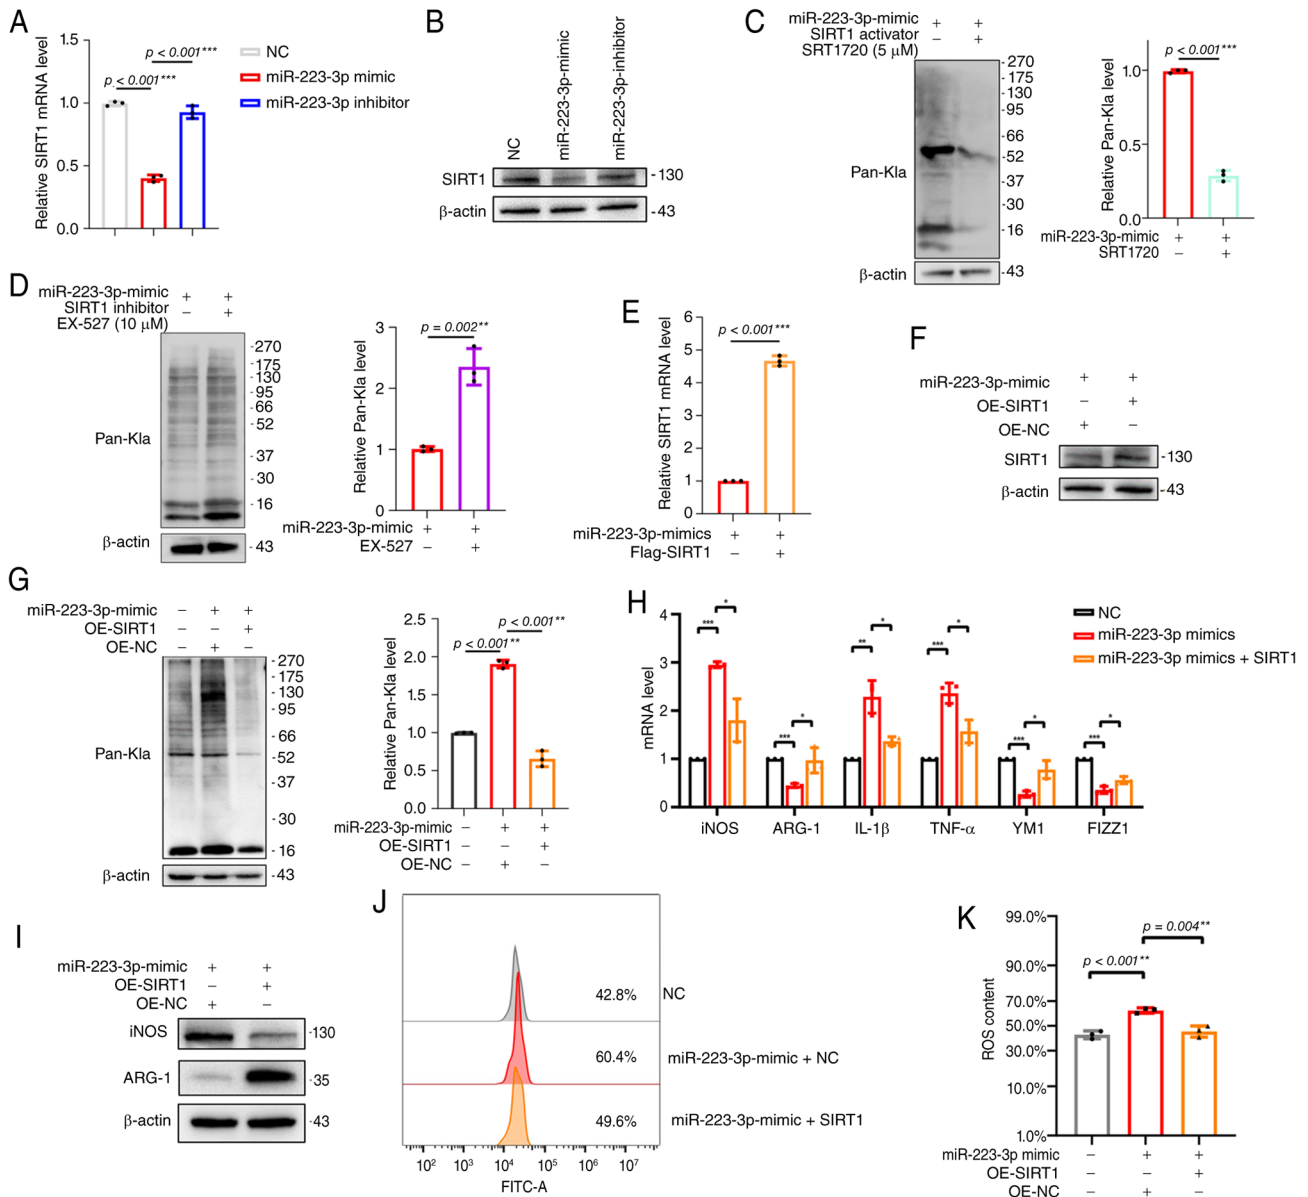 A
Relative SIRT1 mRNA level
1.5
1.0
0.5
0.0
p < 0.001***
p < 0.001***
NC
miR-223-3p mimic
miR-223-3p inhibitor
B
NC
miR-223-3p-mimic
miR-223-3p-inhibitor
SIRT1
-130
β-actin
-43
C
miR-223-3p-mimic + +
SIRT1 activator
SRT1720 (5 μM) – +
Pan-Kla
- 270
- 175
- 130
- 95
- 66
- 52
- 37
- 30
- 16
β-actin
- 43
Relative Pan-Kla level
1.0
0.5
0.0
p < 0.001***
miR-223-3p-mimic + +
SRT1720 – +
D
miR-223-3p-mimic + +
SIRT1 inhibitor – +
EX-527 (10 μM)
Pan-Kla
- 270
- 175
- 130
- 95
- 66
- 52
- 37
- 30
- 16
β-actin
- 43
Relative Pan-Kla level
3
2
1
0
p = 0.002**
miR-223-3p-mimic + +
EX-527 – +
E
Relative SIRT1 mRNA level
6
5
4
3
2
1
0
p < 0.001***
miR-223-3p-mimics + +
Flag-SIRT1 – +
F
miR-223-3p-mimic + +
OE-SIRT1 – +
OE-NC + –
SIRT1
-130
β-actin
-43
G
miR-223-3p-mimic – + +
OE-SIRT1 – – +
OE-NC – + –
Pan-Kla
- 270
- 175
- 130
- 95
- 66
- 52
- 37
- 30
- 16
β-actin
- 43
Relative Pan-Kla level
2.5
2.0
1.5
1.0
0.5
0.0
p < 0.001**
p < 0.001**
miR-223-3p-mimic – + +
OE-SIRT1 – – +
OE-NC – + –
H
mRNA level
4
3
2
1
0
*** *
*** *
** *
*** *
*** *
*** *
iNOS ARG-1 IL-1β TNF-α YM1 FIZZ1
NC
miR-223-3p mimics
miR-223-3p mimics + SIRT1
I
miR-223-3p-mimic + +
OE-SIRT1 – +
OE-NC + –
iNOS
-130
ARG-1
-35
β-actin
-43
J
42.8% NC
60.4% miR-223-3p-mimic + NC
49.6% miR-223-3p-mimic + SIRT1
10² 10³ 10⁴ 10⁵ 10⁶ 10⁷
FITC-A
K
ROS content
99.0%
90.0%
70.0%
50.0%
30.0%
10.0%
1.0%
p = 0.004**
p < 0.001**
miR-223-3p mimic – + +
OE-SIRT1 – – +
OE-NC – + –